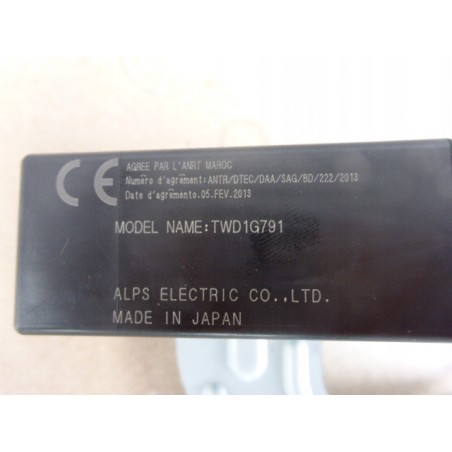 CE
AGREE PAR L'ANRT MAROC
Numéro d'agrément:ANTR/DTEC/DAA/SAG/BD/222/2013
Date d'agrémento.05.FEV.2013
MODEL NAME:TWD1G791
ALPS ELECTRIC CO.,LTD.
MADE IN JAPAN